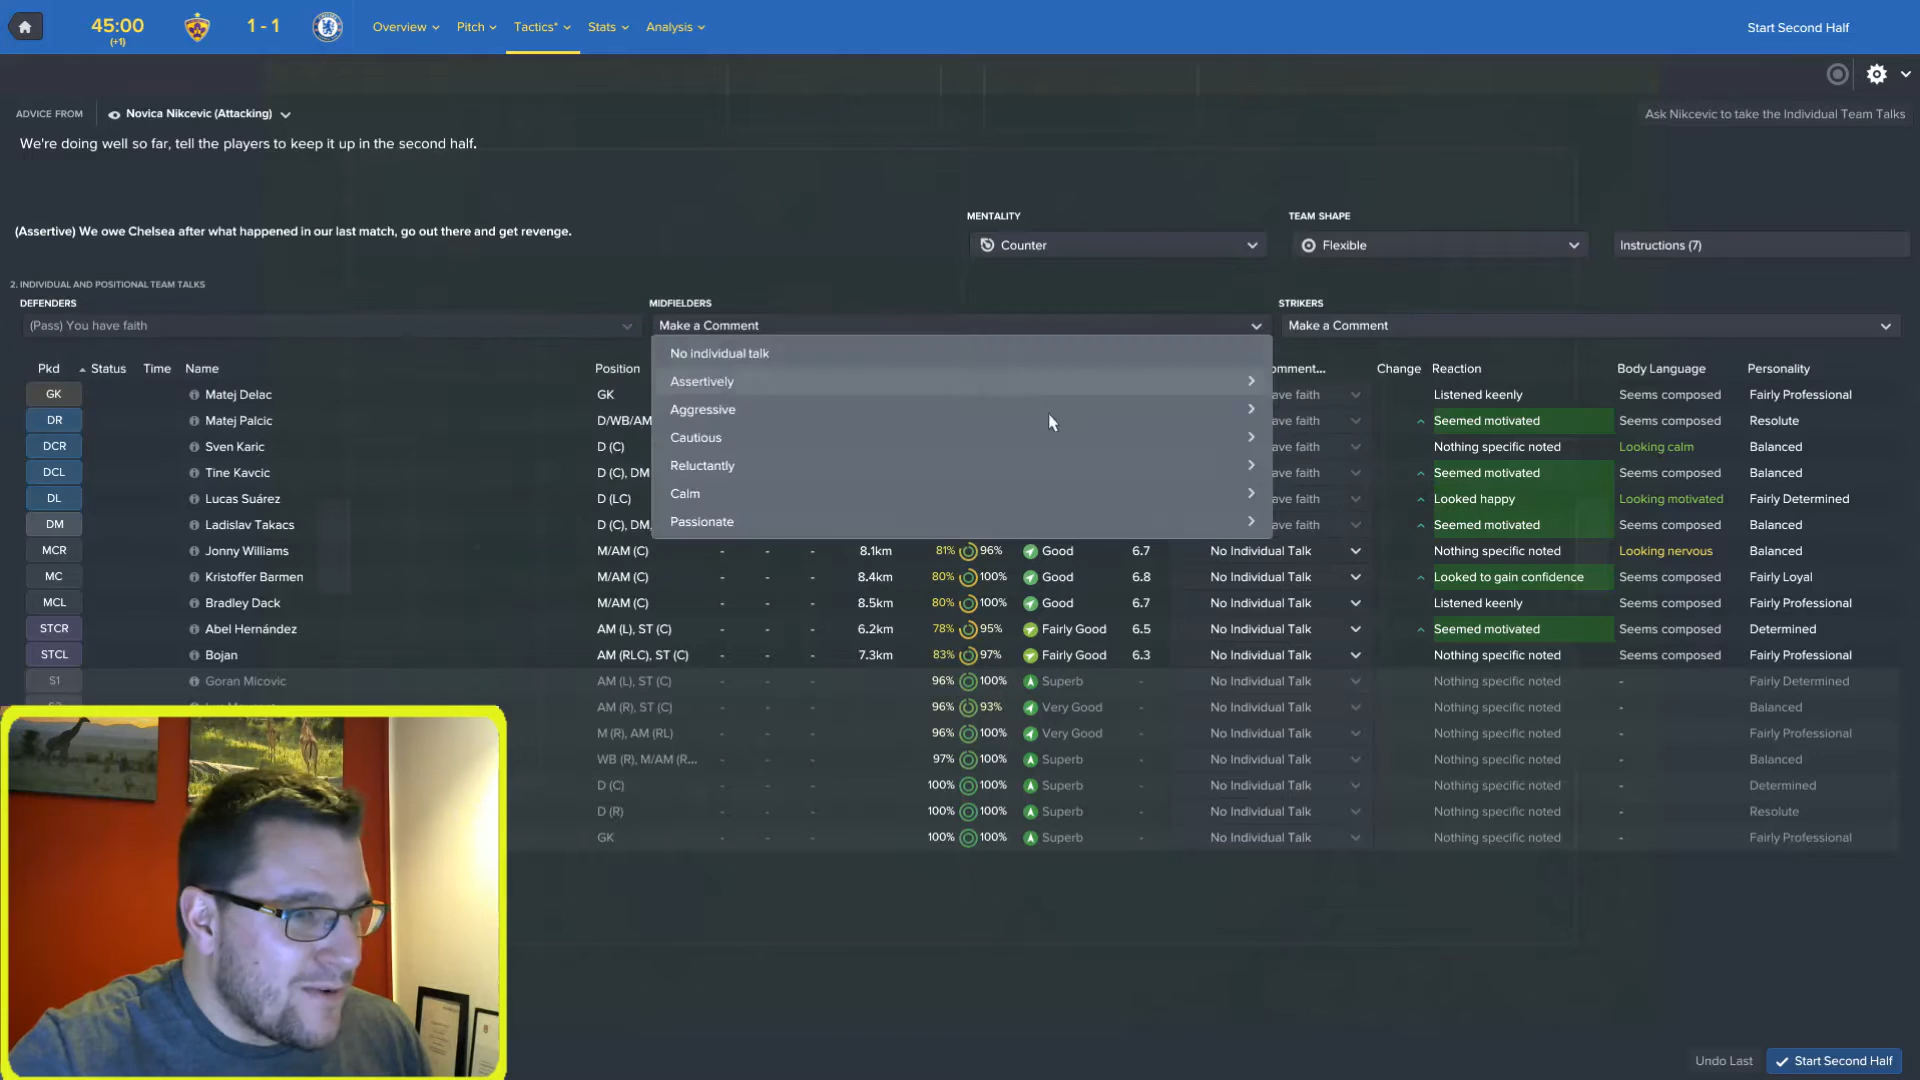 45:00
(+1)
1 - 1
Overview
Pitch
Tactics*
Stats
Analysis
Start Second Half
ADVICE FROM
Novica Nikcevic (Attacking)
Ask Nikcevic to take the Individual Team Talks
We're doing well so far, tell the players to keep it up in the second half.
MENTALITY
TEAM SHAPE
(Assertive) We owe Chelsea after what happened in our last match, go out there and get revenge.
Counter
Flexible
Instructions (7)
2. INDIVIDUAL AND POSITIONAL TEAM TALKS
DEFENDERS
MIDFIELDERS
STRIKERS
(Pass) You have faith
Make a Comment
Make a Comment
No individual talk
Assertively
Aggressive
Cautious
Reluctantly
Calm
Passionate
Pkd Status Time Name Position Change Reaction Body Language Personality
GK Matej Delac GK ave faith Listened keenly Seems composed Fairly Professional
DR Matej Palcic D/WB/AM ave faith Seemed motivated Seems composed Resolute
DCR Sven Karic D (C) ave faith Nothing specific noted Looking calm Balanced
DCL Tine Kavcic D (C), DM ave faith Seemed motivated Seems composed Balanced
DL Lucas Suárez D (LC) ave faith Looked happy Looking motivated Fairly Determined
DM Ladislav Takacs D (C), DM, ave faith Seemed motivated Seems composed Balanced
MCR Jonny Williams M/AM (C) - - - 8.1km 81% 96% Good 6.7 No Individual Talk Nothing specific noted Looking nervous Balanced
MC Kristoffer Barmen M/AM (C) - - - 8.4km 80% 100% Good 6.8 No Individual Talk Looked to gain confidence Seems composed Fairly Loyal
MCL Bradley Dack M/AM (C) - - - 8.5km 80% 100% Good 6.7 No Individual Talk Listened keenly Seems composed Fairly Professional
STCR Abel Hernández AM (L), ST (C) - - - 6.2km 78% 95% Fairly Good 6.5 No Individual Talk Seemed motivated Seems composed Determined
STCL Bojan AM (RLC), ST (C) - - - 7.3km 83% 97% Fairly Good 6.3 No Individual Talk Nothing specific noted Seems composed Fairly Professional
S1 Goran Micovic AM (L), ST (C) - - - 96% 100% Superb - No Individual Talk Nothing specific noted - Fairly Determined
AM (R), ST (C) - - - 96% 93% Very Good - No Individual Talk Nothing specific noted - Balanced
M (R), AM (RL) - - - 96% 100% Very Good - No Individual Talk Nothing specific noted - Fairly Professional
WB (R), M/AM (R... - - - 97% 100% Superb - No Individual Talk Nothing specific noted - Balanced
D (C) - - - 100% 100% Superb - No Individual Talk Nothing specific noted - Determined
D (R) - - - 100% 100% Superb - No Individual Talk Nothing specific noted - Resolute
GK - - - 100% 100% Superb - No Individual Talk Nothing specific noted - Fairly Professional
Undo Last
Start Second Half